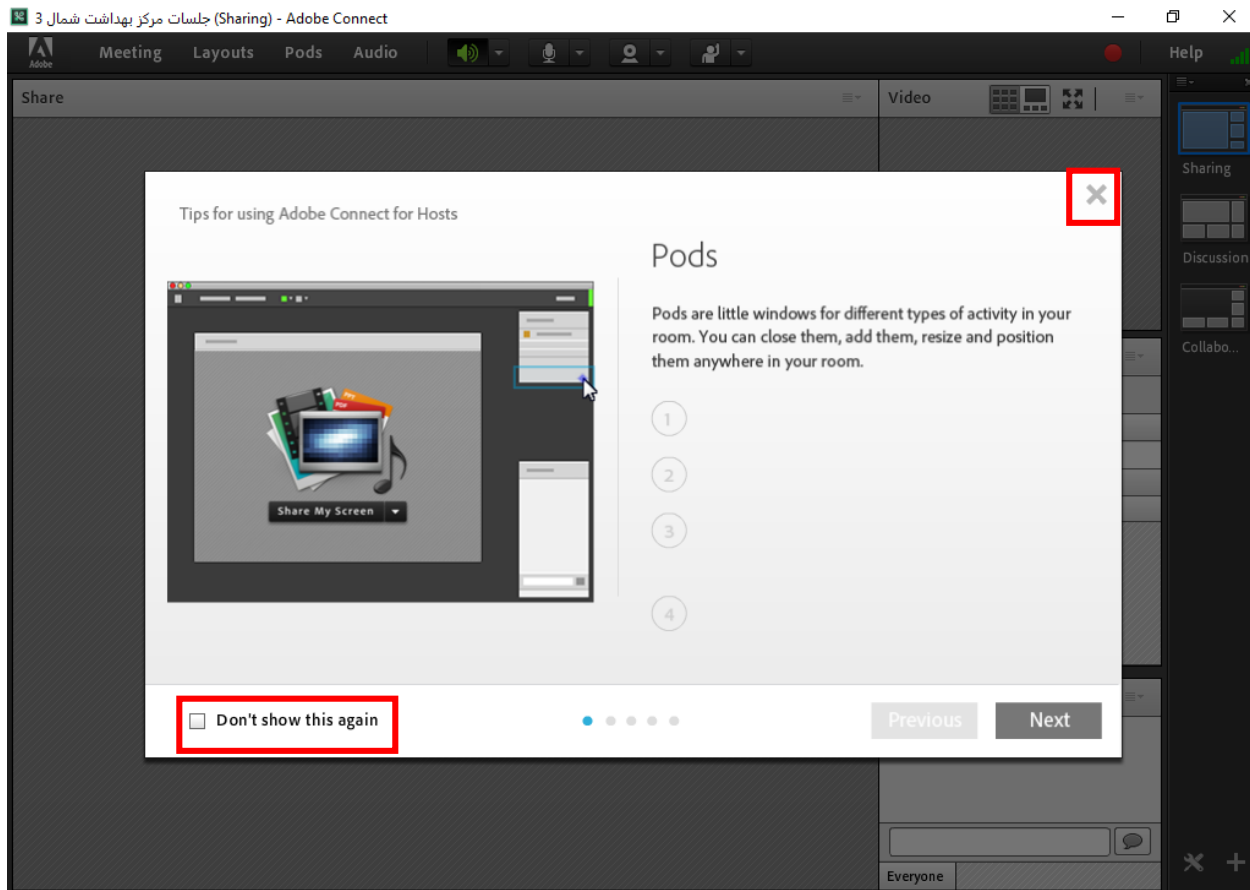 جلسات مرکز بهداشت شمال 3 (Sharing) - Adobe Connect
Adobe
Meeting
Layouts
Pods
Audio
Help
Share
Video
Sharing
Discussion
Collabo...
Tips for using Adobe Connect for Hosts
Pods
Pods are little windows for different types of activity in your
room. You can close them, add them, resize and position
them anywhere in your room.
PPT
PDF
Share My Screen
1
2
3
4
Don't show this again
Previous
Next
Everyone